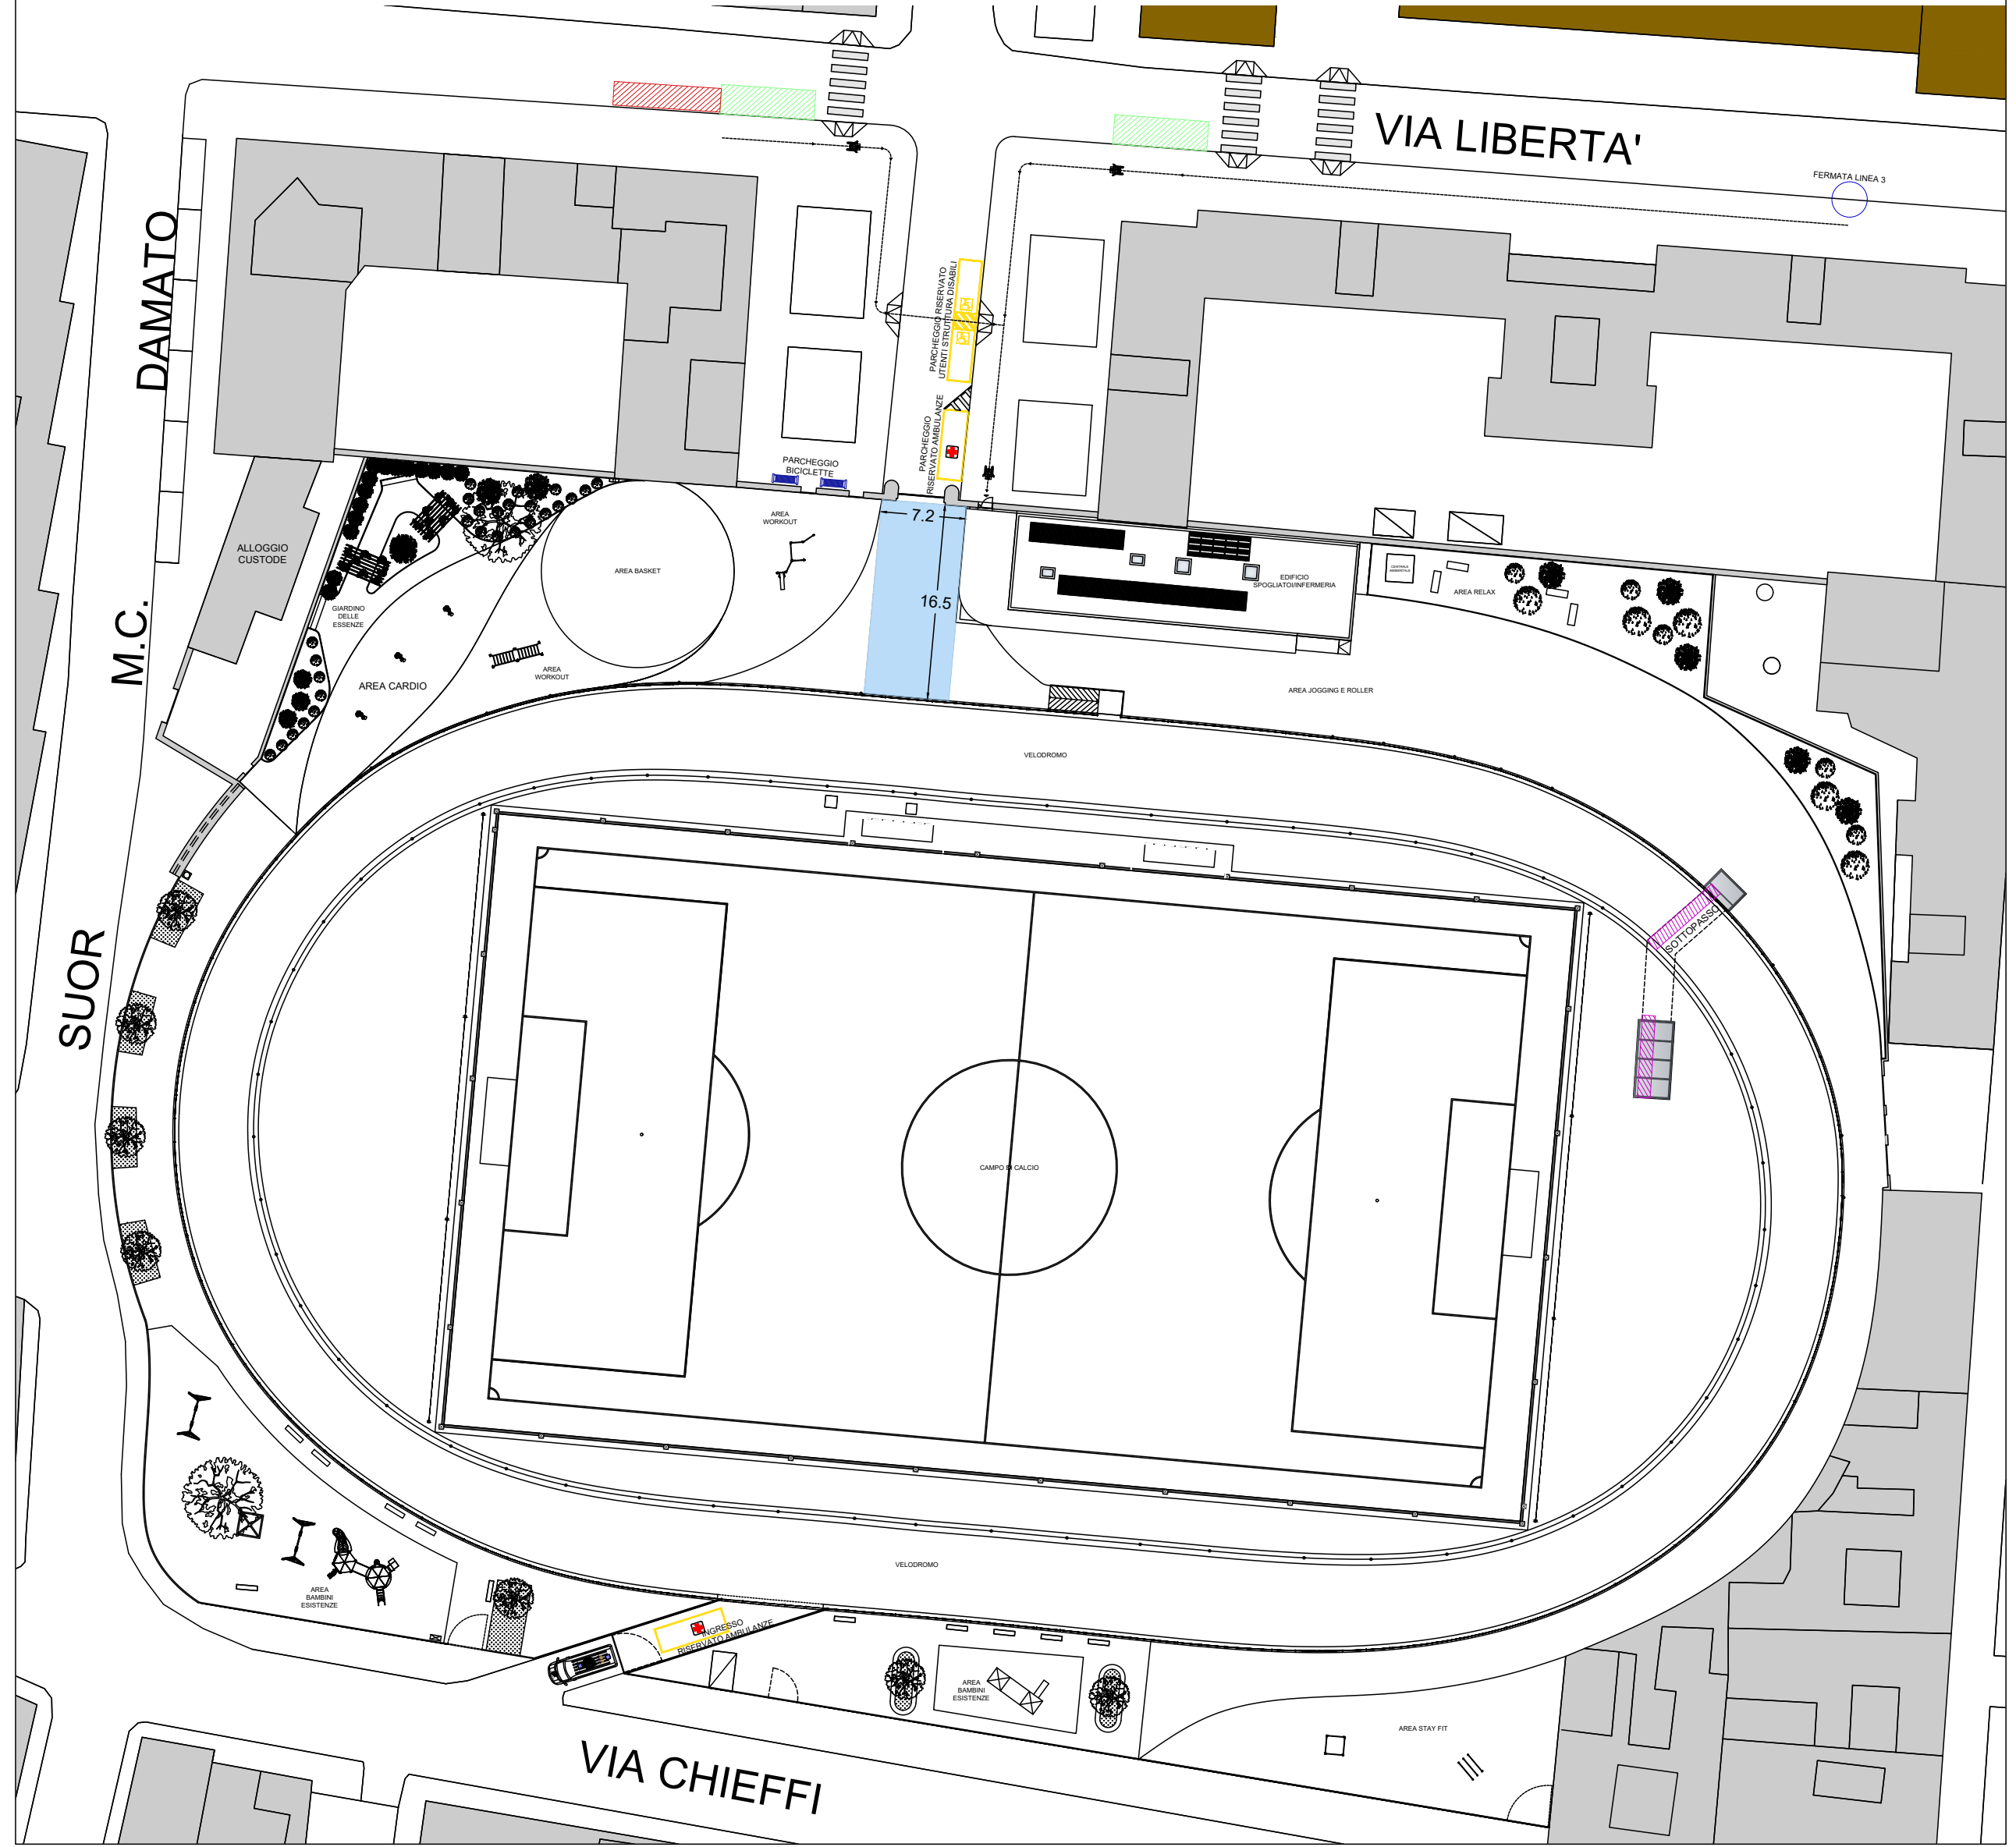 VIA LIBERTA'
FERMATA LINEA 3
DAMATO
M.C.
SUOR
PARCHEGGIO RISERVATO
UTENTI STRUTTURA DISABILI
PARCHEGGIO
RISERVATO AMBULANZE
PARCHEGGIO
BICICLETTE
7.2
16.5
AREA
WORKOUT
ALLOGGIO
CUSTODE
AREA BASKET
EDIFICIO
SPOGLIATOI/INFERMERIA
AREA RELAX
GIARDINO
DELLE
ESSENZE
AREA
WORKOUT
AREA CARDIO
AREA JOGGING E ROLLER
VELODROMO
SOTTOPASSO
CAMPO DI CALCIO
VELODROMO
AREA
BAMBINI
ESISTENZE
INGRESSO
RISERVATO AMBULANZE
AREA
BAMBINI
ESISTENZE
AREA STAY FIT
VIA CHIEFFI